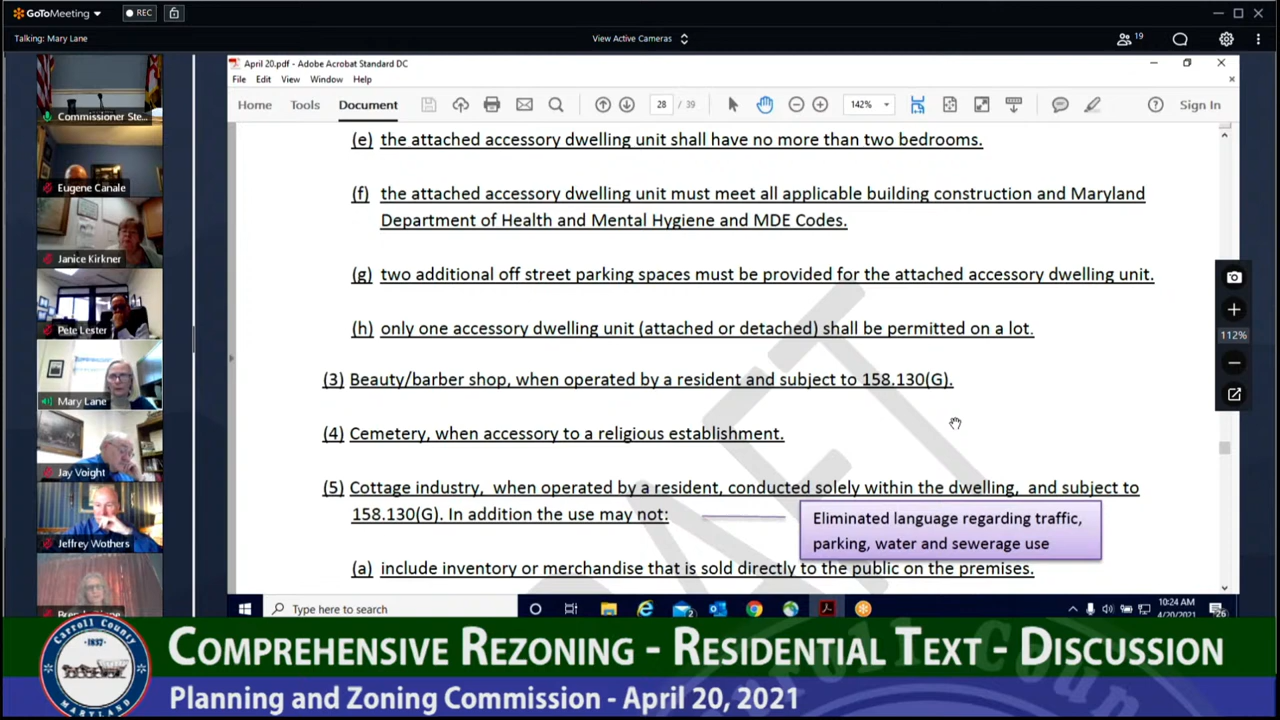 GoToMeeting
REC
Talking: Mary Lane
View Active Cameras
19
April 20.pdf - Adobe Acrobat Standard DC
File Edit View Window Help
Home Tools Document 28 / 39 142% Sign In
(e) the attached accessory dwelling unit shall have no more than two bedrooms.
(f) the attached accessory dwelling unit must meet all applicable building construction and Maryland
Department of Health and Mental Hygiene and MDE Codes.
(g) two additional off street parking spaces must be provided for the attached accessory dwelling unit.
(h) only one accessory dwelling unit (attached or detached) shall be permitted on a lot.
(3) Beauty/barber shop, when operated by a resident and subject to 158.130(G).
(4) Cemetery, when accessory to a religious establishment.
(5) Cottage industry, when operated by a resident, conducted solely within the dwelling, and subject to
158.130(G). In addition the use may not:
Eliminated language regarding traffic,
parking, water and sewerage use
(a) include inventory or merchandise that is sold directly to the public on the premises.
DRAFT
Commissioner Ste...
Eugene Canale
Janice Kirkner
Pete Lester
Mary Lane
Jay Voight
Jeffrey Wothers
112%
Type here to search
10:24 AM
4/20/2021
26
COMPREHENSIVE REZONING - RESIDENTIAL TEXT - DISCUSSION
Planning and Zoning Commission - April 20, 2021
CARROLL COUNTY
1837
MARYLAND